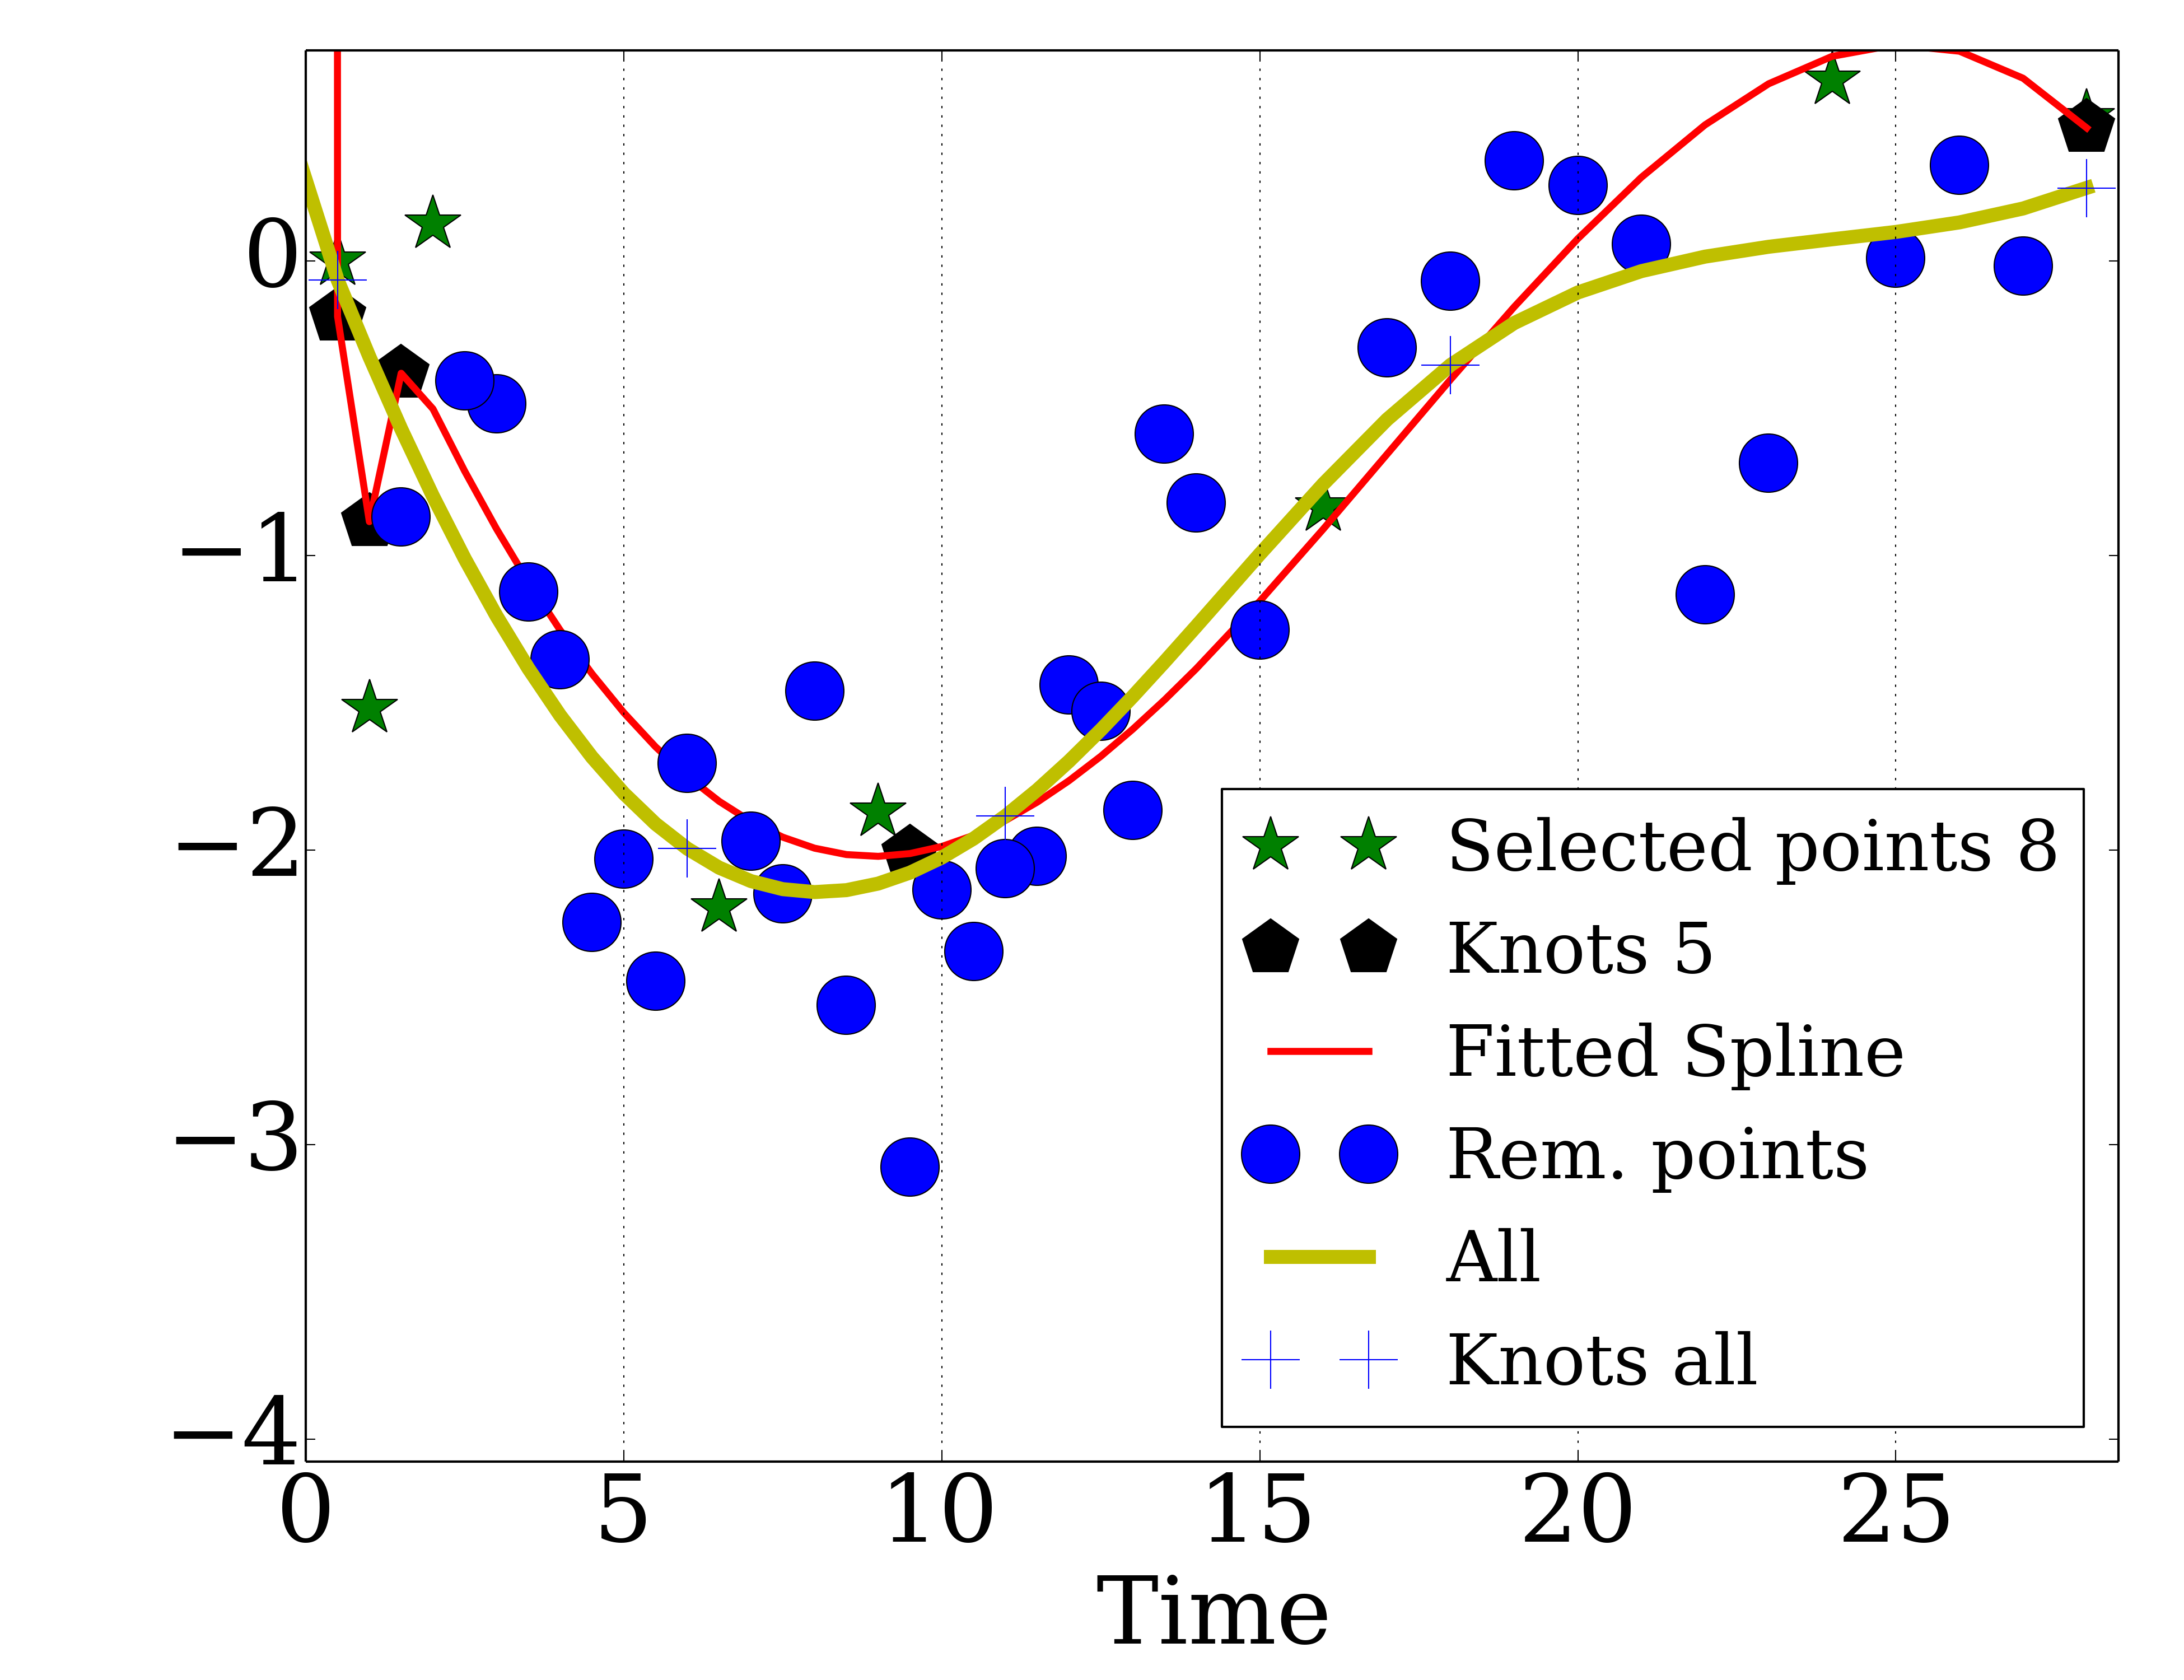 0
−1
−2
−3
−4
0 5 10 15 20 25
Time
Selected points 8
Knots 5
Fitted Spline
Rem. points
All
Knots all